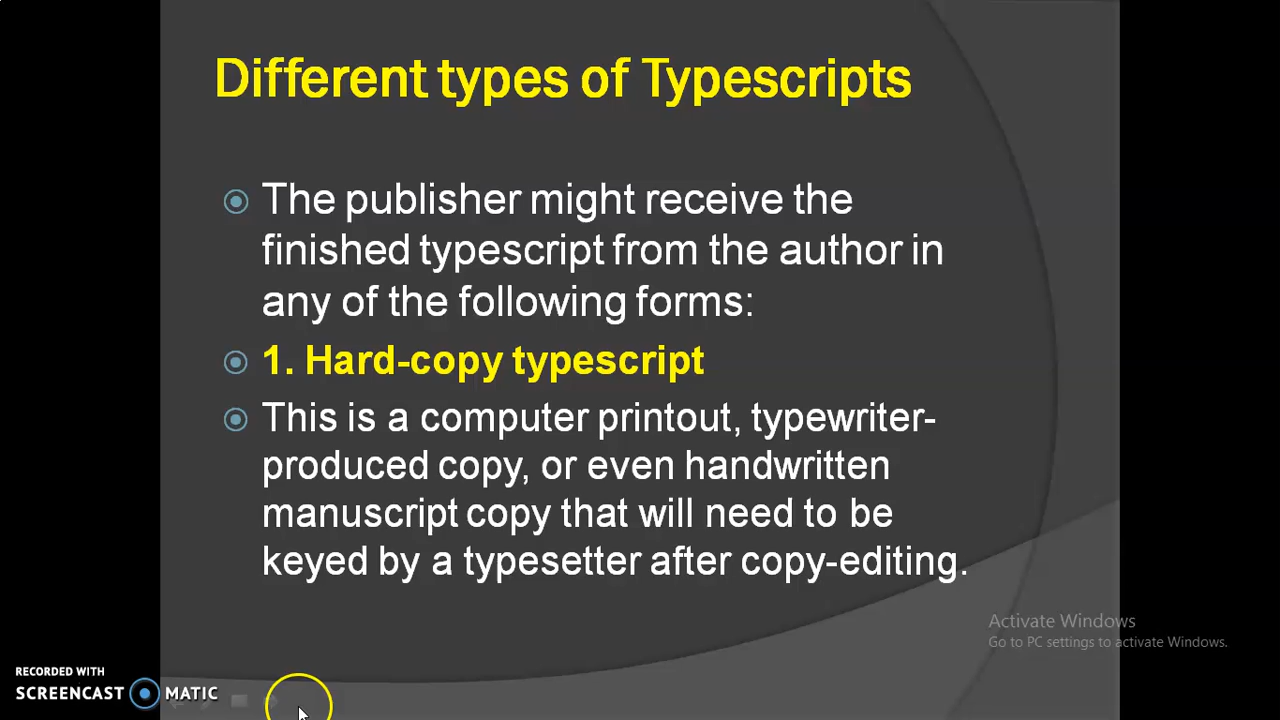 Different types of Typescripts
The publisher might receive the
finished typescript from the author in
any of the following forms:
1. Hard-copy typescript
This is a computer printout, typewriter-
produced copy, or even handwritten
manuscript copy that will need to be
keyed by a typesetter after copy-editing.
Activate Windows
Go to PC settings to activate Windows.
RECORDED WITH
SCREENCAST MATIC